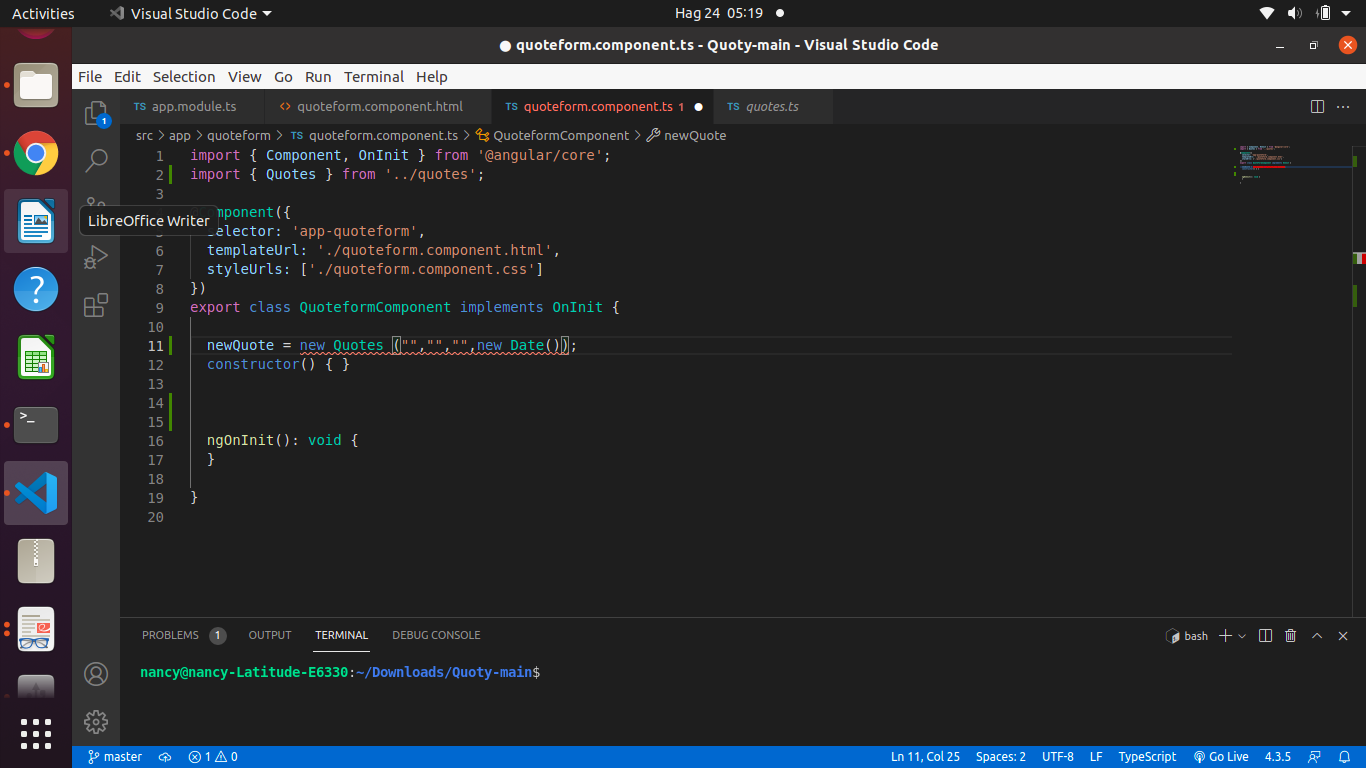 Activities Visual Studio Code Hag 24 05:19
quoteform.component.ts - Quoty-main - Visual Studio Code
File Edit Selection View Go Run Terminal Help
1
TS app.module.ts <> quoteform.component.html TS quoteform.component.ts 1 TS quotes.ts
src > app > quoteform > TS quoteform.component.ts > QuoteformComponent > newQuote
1 import { Component, OnInit } from '@angular/core';
2 import { Quotes } from '../quotes';
3
omponent({
LibreOffice Writer
selector: 'app-quoteform',
6 templateUrl: './quoteform.component.html',
7 styleUrls: ['./quoteform.component.css']
8 })
9 export class QuoteformComponent implements OnInit {
10
11 newQuote = new Quotes ("","","",new Date());
12 constructor() { }
13
14
15
16 ngOnInit(): void {
17 }
18
19 }
20
PROBLEMS 1 OUTPUT TERMINAL DEBUG CONSOLE bash
nancy@nancy-Latitude-E6330:~/Downloads/Quoty-main$
master 1 0 Ln 11, Col 25 Spaces: 2 UTF-8 LF TypeScript Go Live 4.3.5